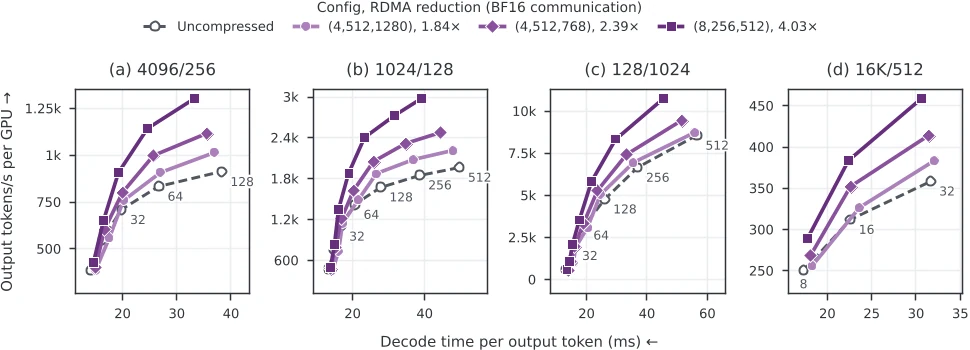 Config, RDMA reduction (BF16 communication)
Uncompressed (4,512,1280), 1.84× (4,512,768), 2.39× (8,256,512), 4.03×
(a) 4096/256
(b) 1024/128
(c) 128/1024
(d) 16K/512
Output tokens/s per GPU →
1.25k
1k
750
500
32
64
128
20
30
40
3k
2.4k
1.8k
1.2k
600
32
64
128
256
512
20
40
10k
7.5k
5k
2.5k
0
32
64
128
256
512
20
40
60
450
400
350
300
250
8
16
32
20
25
30
35
Decode time per output token (ms) ←